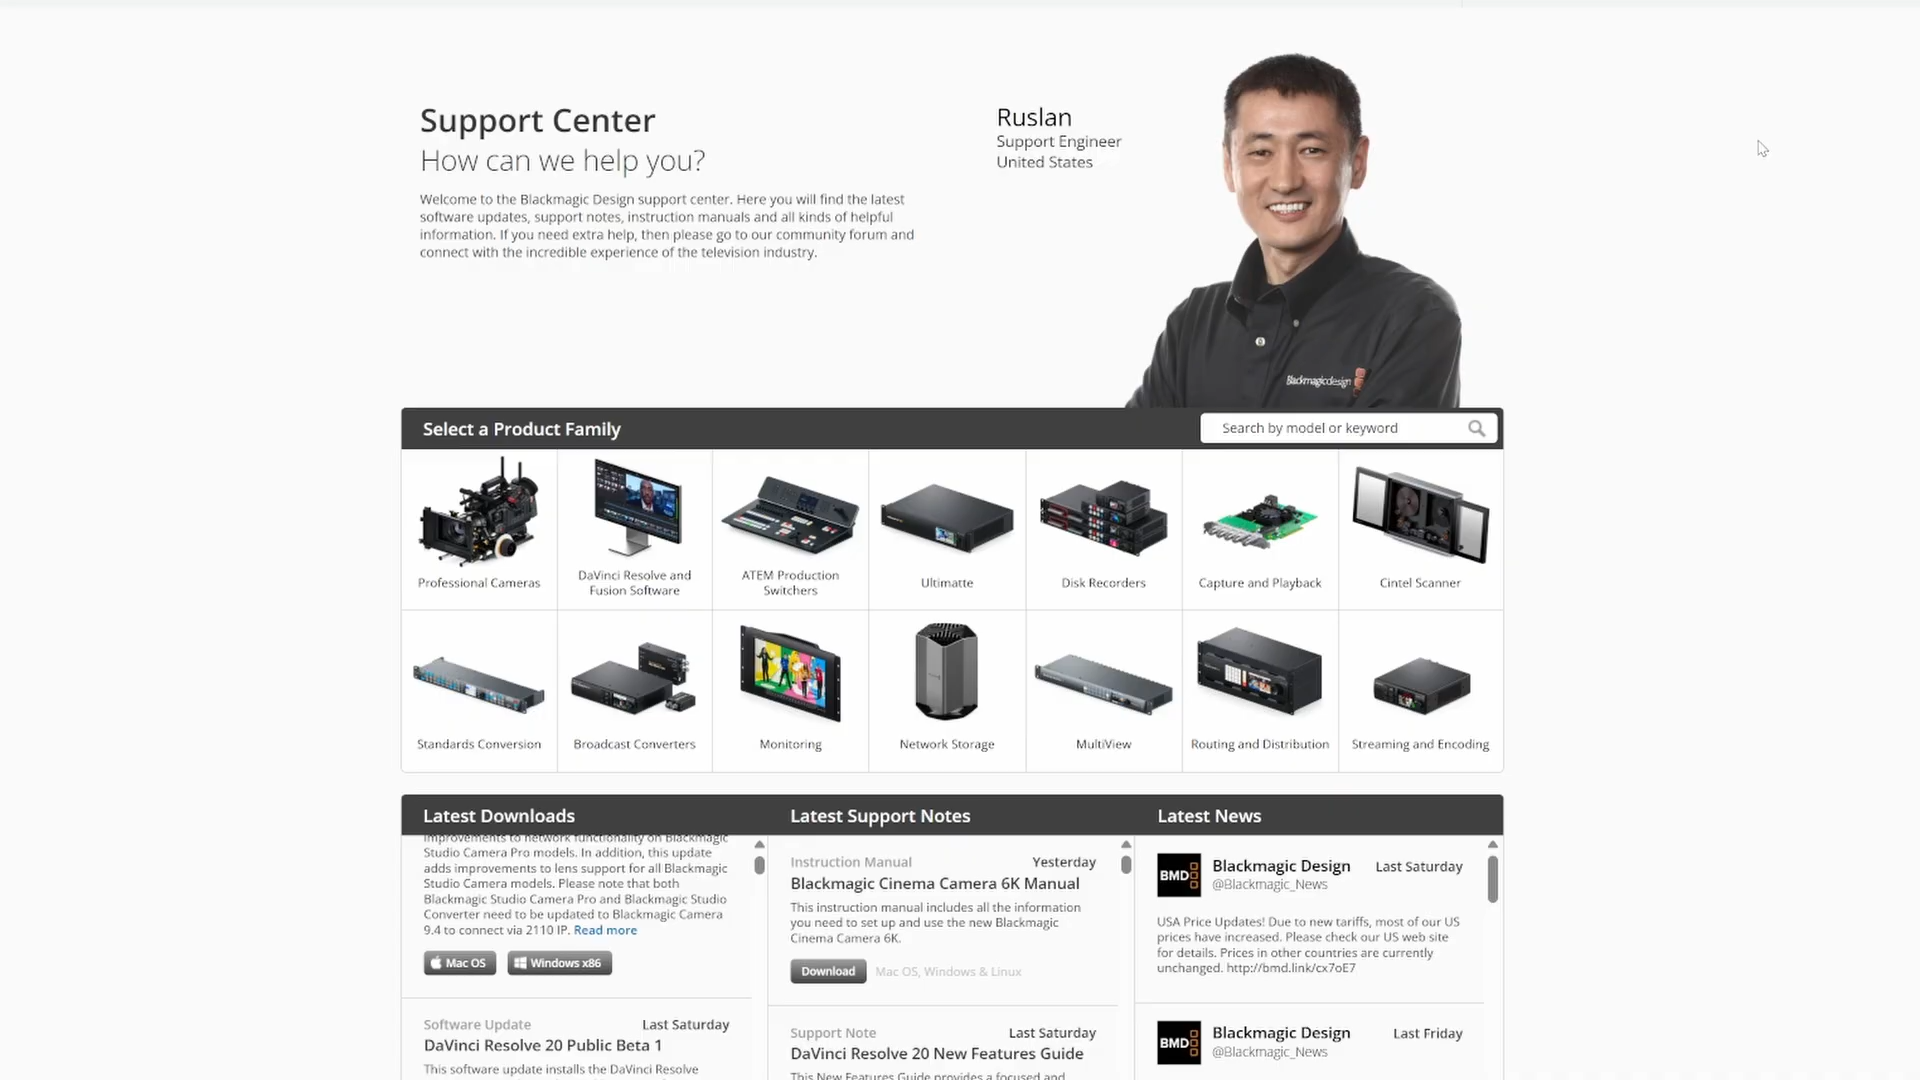 Support Center
How can we help you?
Welcome to the Blackmagic Design support center. Here you will find the latest
software updates, support notes, instruction manuals and all kinds of helpful
information. If you need extra help, then please go to our community forum and
connect with the incredible experience of the television industry.
Ruslan
Support Engineer
United States
Blackmagicdesign
Select a Product Family
Search by model or keyword
Professional Cameras
DaVinci Resolve and
Fusion Software
ATEM Production
Switchers
Ultimatte
Disk Recorders
Capture and Playback
Cintel Scanner
Standards Conversion
Broadcast Converters
Monitoring
Network Storage
MultiView
Routing and Distribution
Streaming and Encoding
Latest Downloads
improvements to network functionality on Blackmagic
Studio Camera Pro models. In addition, this update
adds improvements to lens support for all Blackmagic
Studio Camera models. Please note that both
Blackmagic Studio Camera Pro and Blackmagic Studio
Converter need to be updated to Blackmagic Camera
9.4 to connect via 2110 IP. Read more
Mac OS
Windows x86
Software Update
Last Saturday
DaVinci Resolve 20 Public Beta 1
This software update installs the DaVinci Resolve
Latest Support Notes
Instruction Manual
Yesterday
Blackmagic Cinema Camera 6K Manual
This instruction manual includes all the information
you need to set up and use the new Blackmagic
Cinema Camera 6K.
Download
Mac OS, Windows & Linux
Support Note
Last Saturday
DaVinci Resolve 20 New Features Guide
This New Features Guide provides a focused and
Latest News
BMD
Blackmagic Design
Last Saturday
@Blackmagic_News
USA Price Updates! Due to new tariffs, most of our US
prices have increased. Please check our US web site
for details. Prices in other countries are currently
unchanged. http://bmd.link/cx7oE7
BMD
Blackmagic Design
Last Friday
@Blackmagic_News